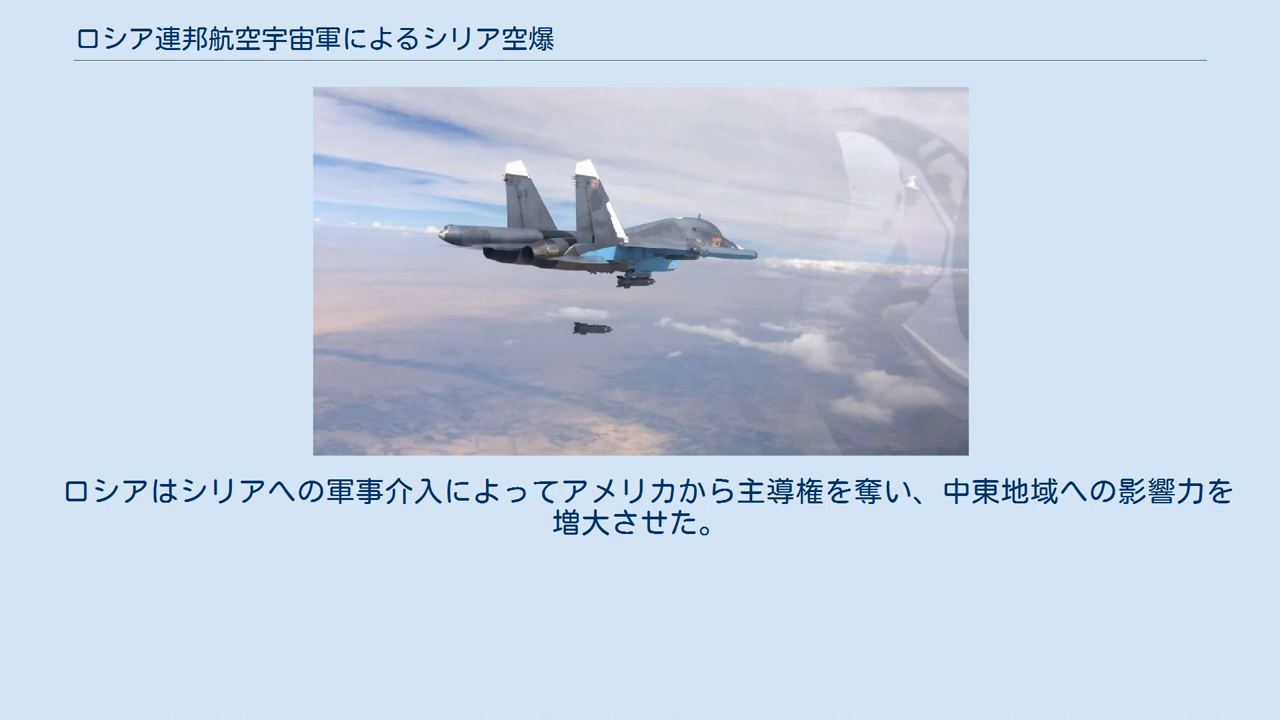 ロシア連邦航空宇宙軍によるシリア空爆
ロシアはシリアへの軍事介入によってアメリカから主導権を奪い、中東地域への影響力を
増大させた。